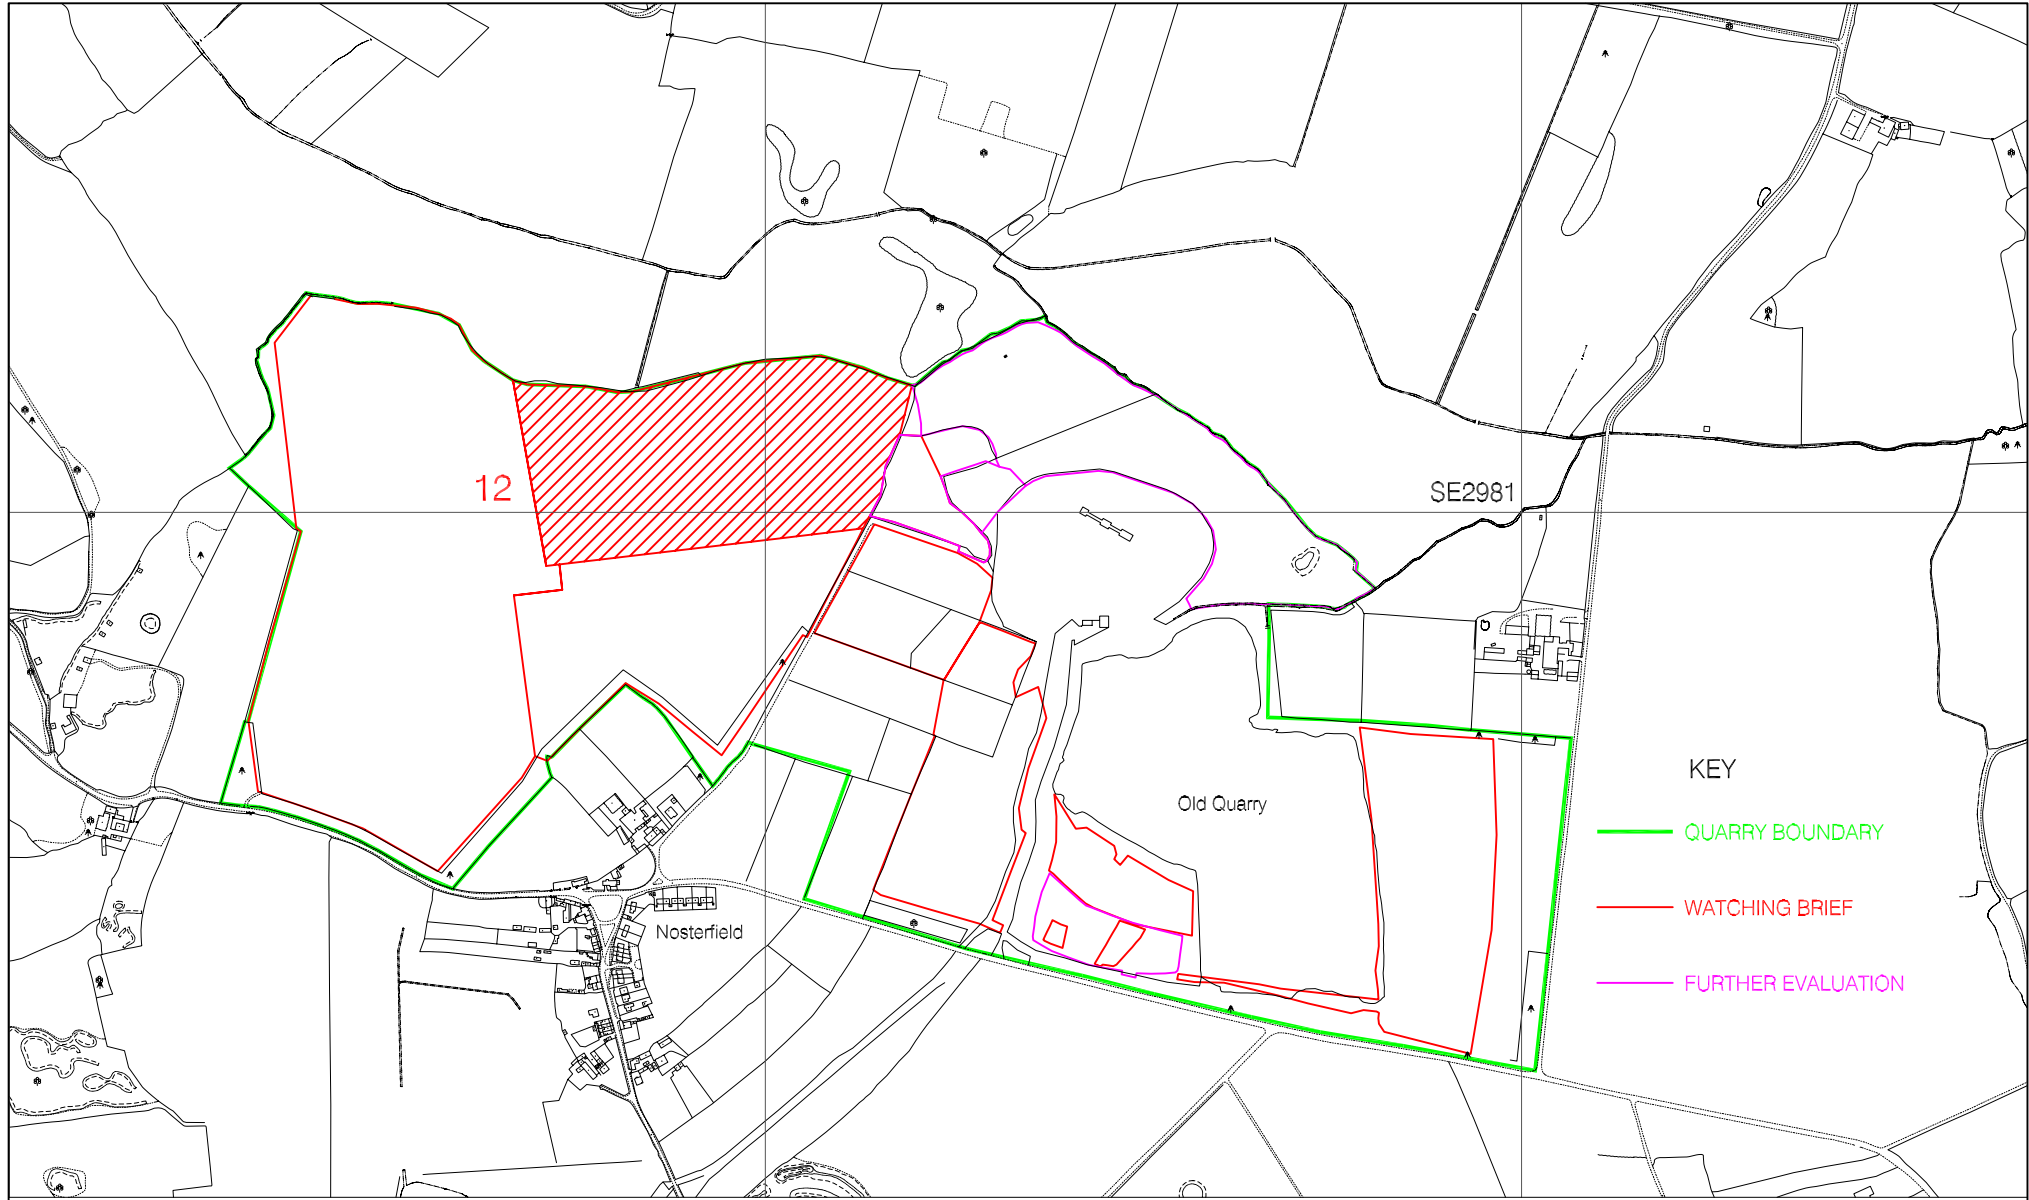 12
SE2981
KEY
Old Quarry
QUARRY BOUNDARY
WATCHING BRIEF
Nosterfield
FURTHER EVALUATION